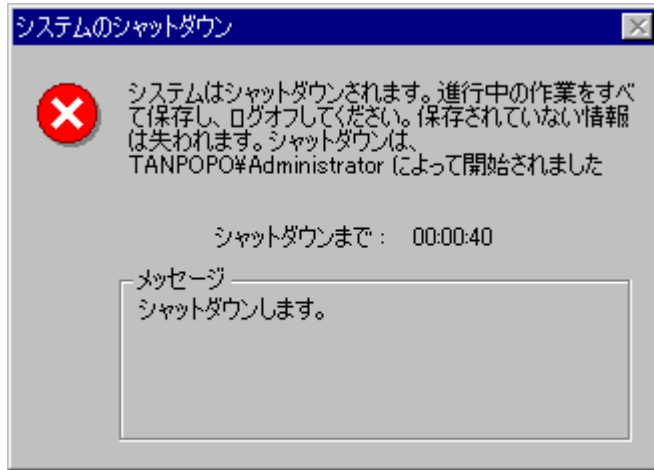 システムのシャットダウン
システムはシャットダウンされます。進行中の作業をすべ
て保存し、ログオフしてください。保存されていない情報
は失われます。シャットダウンは、
TANPOPO¥Administrator によって開始されました
シャットダウンまで： 00:00:40
メッセージ
シャットダウンします。